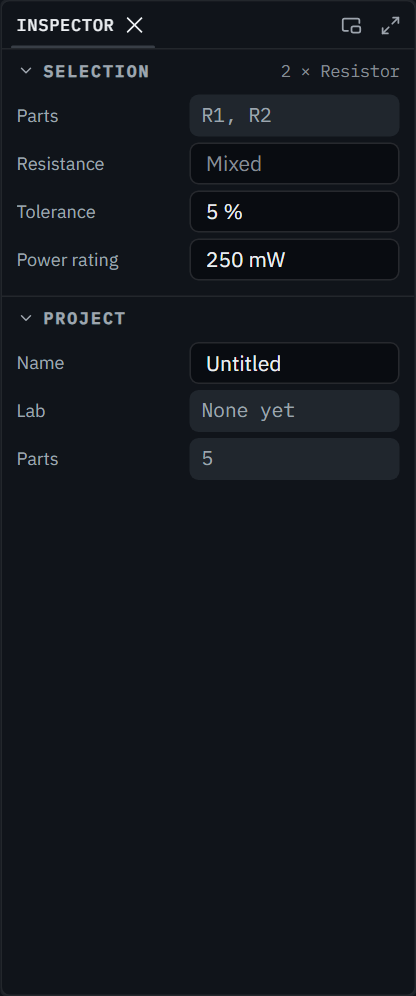 INSPECTOR
SELECTION 2 × Resistor
Parts R1, R2
Resistance Mixed
Tolerance 5 %
Power rating 250 mW
PROJECT
Name Untitled
Lab None yet
Parts 5